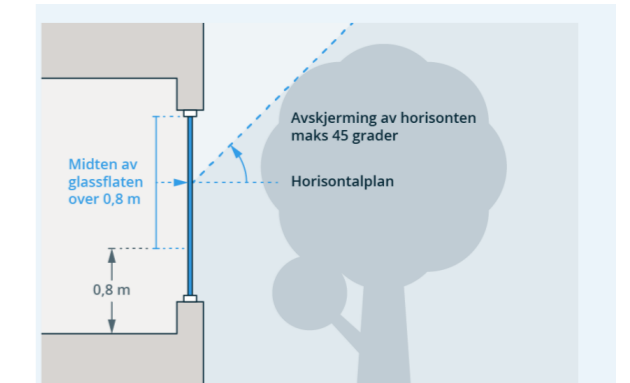 Avskjerming av horisonten
maks 45 grader
Midten av
glassflaten
over 0,8 m
Horisontalplan
0,8 m